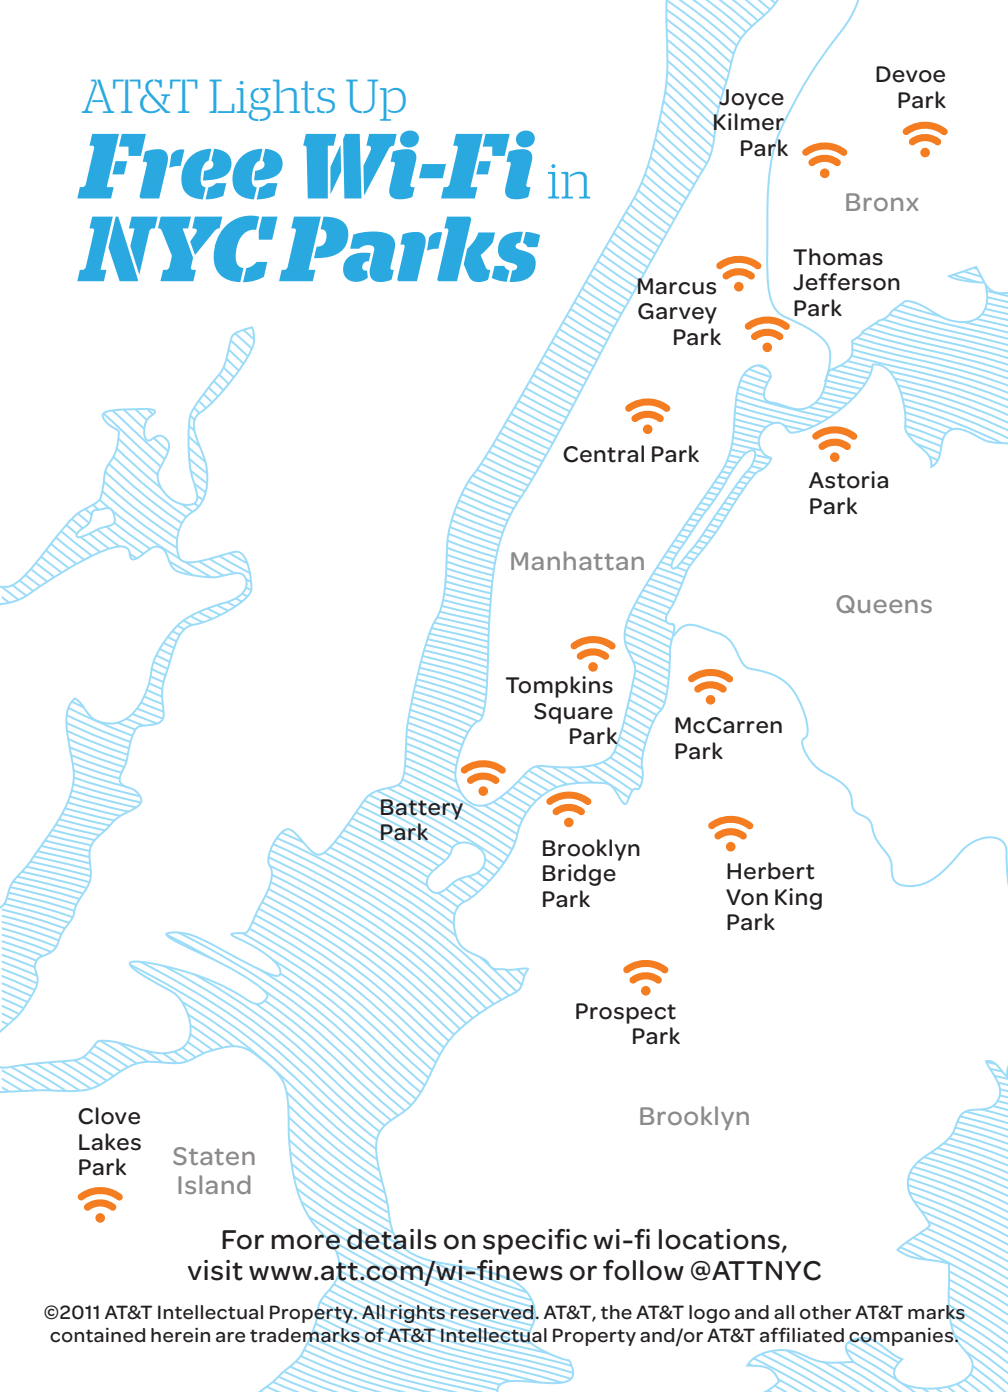 AT&T Lights Up
Free Wi-Fi in
NYC Parks
Devoe
Park
Joyce
Kilmer
Park
Bronx
Thomas
Jefferson
Park
Marcus
Garvey
Park
Central Park
Astoria
Park
Manhattan
Queens
Tompkins
Square
Park
McCarren
Park
Battery
Park
Brooklyn
Bridge
Park
Herbert
Von King
Park
Prospect
Park
Brooklyn
Clove
Lakes
Park
Staten
Island
For more details on specific wi-fi locations,
visit www.att.com/wi-finews or follow @ATTNYC
©2011 AT&T Intellectual Property. All rights reserved. AT&T, the AT&T logo and all other AT&T marks
contained herein are trademarks of AT&T Intellectual Property and/or AT&T affiliated companies.